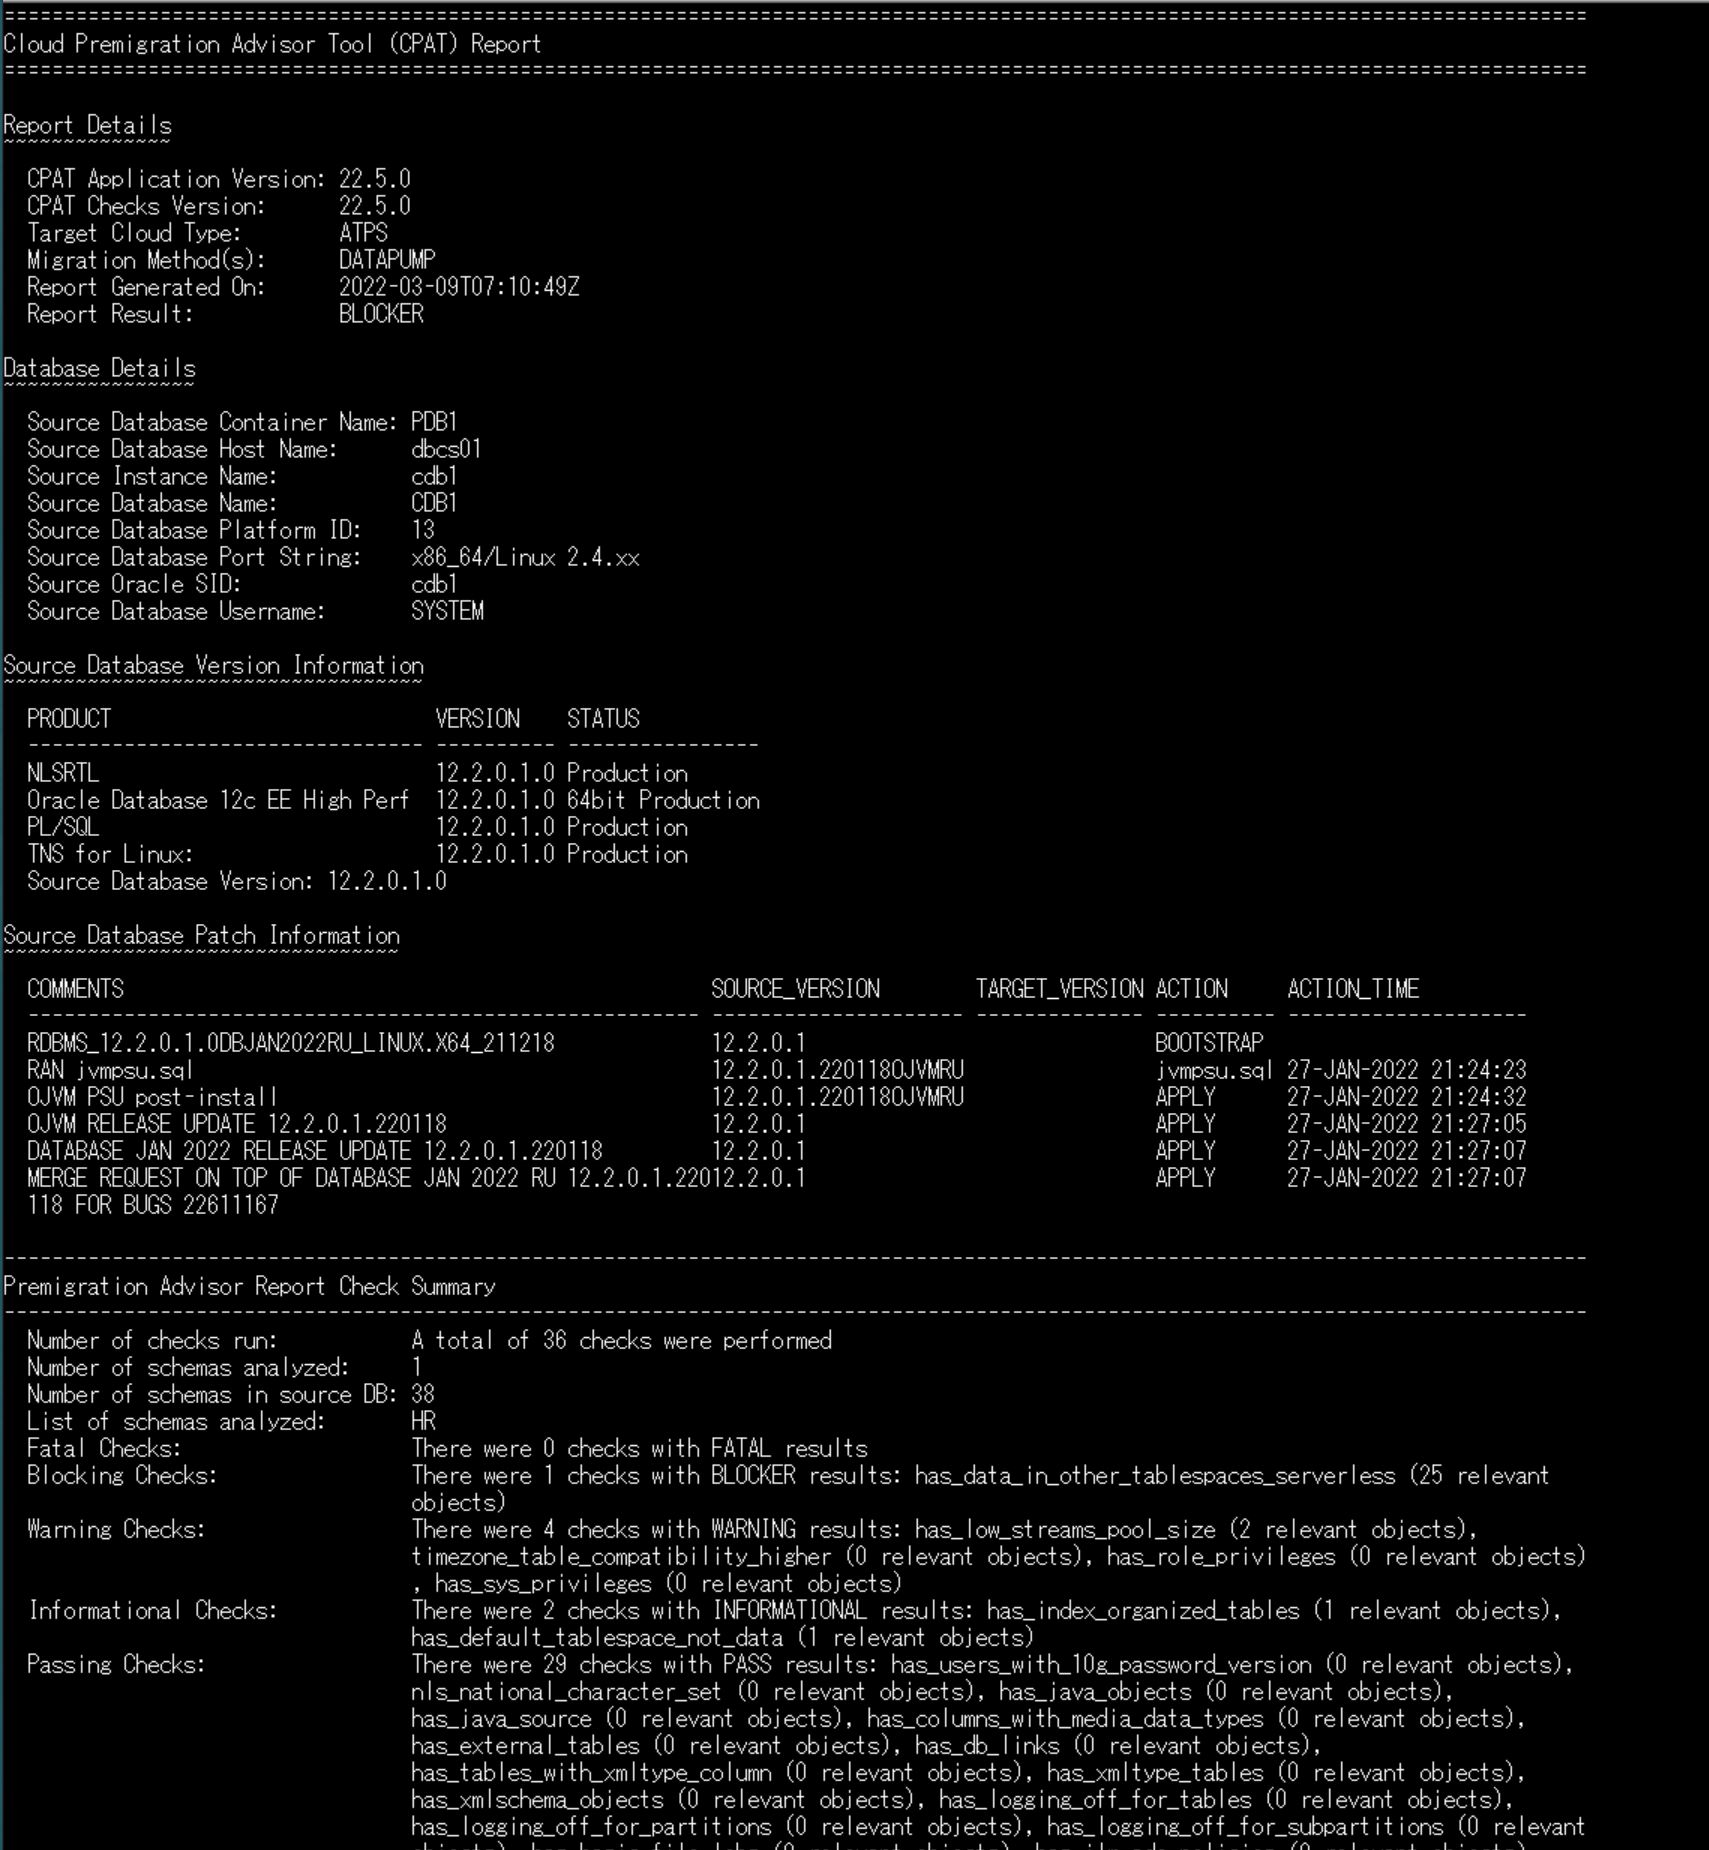 ====================================================================================================================================
Cloud Premigration Advisor Tool (CPAT) Report
====================================================================================================================================
Report Details
~~~~~~~~~~~~~~
CPAT Application Version: 22.5.0
CPAT Checks Version: 22.5.0
Target Cloud Type: ATPS
Migration Method(s): DATAPUMP
Report Generated On: 2022-03-09T07:10:49Z
Report Result: BLOCKER
Database Details
~~~~~~~~~~~~~~~~
Source Database Container Name: PDB1
Source Database Host Name: dbcs01
Source Instance Name: cdb1
Source Database Name: CDB1
Source Database Platform ID: 13
Source Database Port String: x86_64/Linux 2.4.xx
Source Oracle SID: cdb1
Source Database Username: SYSTEM
Source Database Version Information
~~~~~~~~~~~~~~~~~~~~~~~~~~~~~~~~~~~
PRODUCT VERSION STATUS
--------------------------------- ---------- ----------------
NLSRTL 12.2.0.1.0 Production
Oracle Database 12c EE High Perf 12.2.0.1.0 64bit Production
PL/SQL 12.2.0.1.0 Production
TNS for Linux: 12.2.0.1.0 Production
Source Database Version: 12.2.0.1.0
Source Database Patch Information
~~~~~~~~~~~~~~~~~~~~~~~~~~~~~~~~~
COMMENTS SOURCE_VERSION TARGET_VERSION ACTION ACTION_TIME
-------------------------------------------------------- --------------------- -------------- ---------- --------------------
RDBMS_12.2.0.1.0DBJAN2022RU_LINUX.X64_211218 12.2.0.1 BOOTSTRAP
RAN jvmpsu.sql 12.2.0.1.220118OJVMRU jvmpsu.sql 27-JAN-2022 21:24:23
OJVM PSU post-install 12.2.0.1.220118OJVMRU APPLY 27-JAN-2022 21:24:32
OJVM RELEASE UPDATE 12.2.0.1.220118 12.2.0.1 APPLY 27-JAN-2022 21:27:05
DATABASE JAN 2022 RELEASE UPDATE 12.2.0.1.220118 12.2.0.1 APPLY 27-JAN-2022 21:27:07
MERGE REQUEST ON TOP OF DATABASE JAN 2022 RU 12.2.0.1.22012.2.0.1 APPLY 27-JAN-2022 21:27:07
118 FOR BUGS 22611167
------------------------------------------------------------------------------------------------------------------------------------
Premigration Advisor Report Check Summary
------------------------------------------------------------------------------------------------------------------------------------
Number of checks run: A total of 36 checks were performed
Number of schemas analyzed: 1
Number of schemas in source DB: 38
List of schemas analyzed: HR
Fatal Checks: There were 0 checks with FATAL results
Blocking Checks: There were 1 checks with BLOCKER results: has_data_in_other_tablespaces_serverless (25 relevant
objects)
Warning Checks: There were 4 checks with WARNING results: has_low_streams_pool_size (2 relevant objects),
timezone_table_compatibility_higher (0 relevant objects), has_role_privileges (0 relevant objects)
, has_sys_privileges (0 relevant objects)
Informational Checks: There were 2 checks with INFORMATIONAL results: has_index_organized_tables (1 relevant objects),
has_default_tablespace_not_data (1 relevant objects)
Passing Checks: There were 29 checks with PASS results: has_users_with_10g_password_version (0 relevant objects),
nls_national_character_set (0 relevant objects), has_java_objects (0 relevant objects),
has_java_source (0 relevant objects), has_columns_with_media_data_types (0 relevant objects),
has_external_tables (0 relevant objects), has_db_links (0 relevant objects),
has_tables_with_xmltype_column (0 relevant objects), has_xmltype_tables (0 relevant objects),
has_xmlschema_objects (0 relevant objects), has_logging_off_for_tables (0 relevant objects),
has_logging_off_for_partitions (0 relevant objects), has_logging_off_for_subpartitions (0 relevant